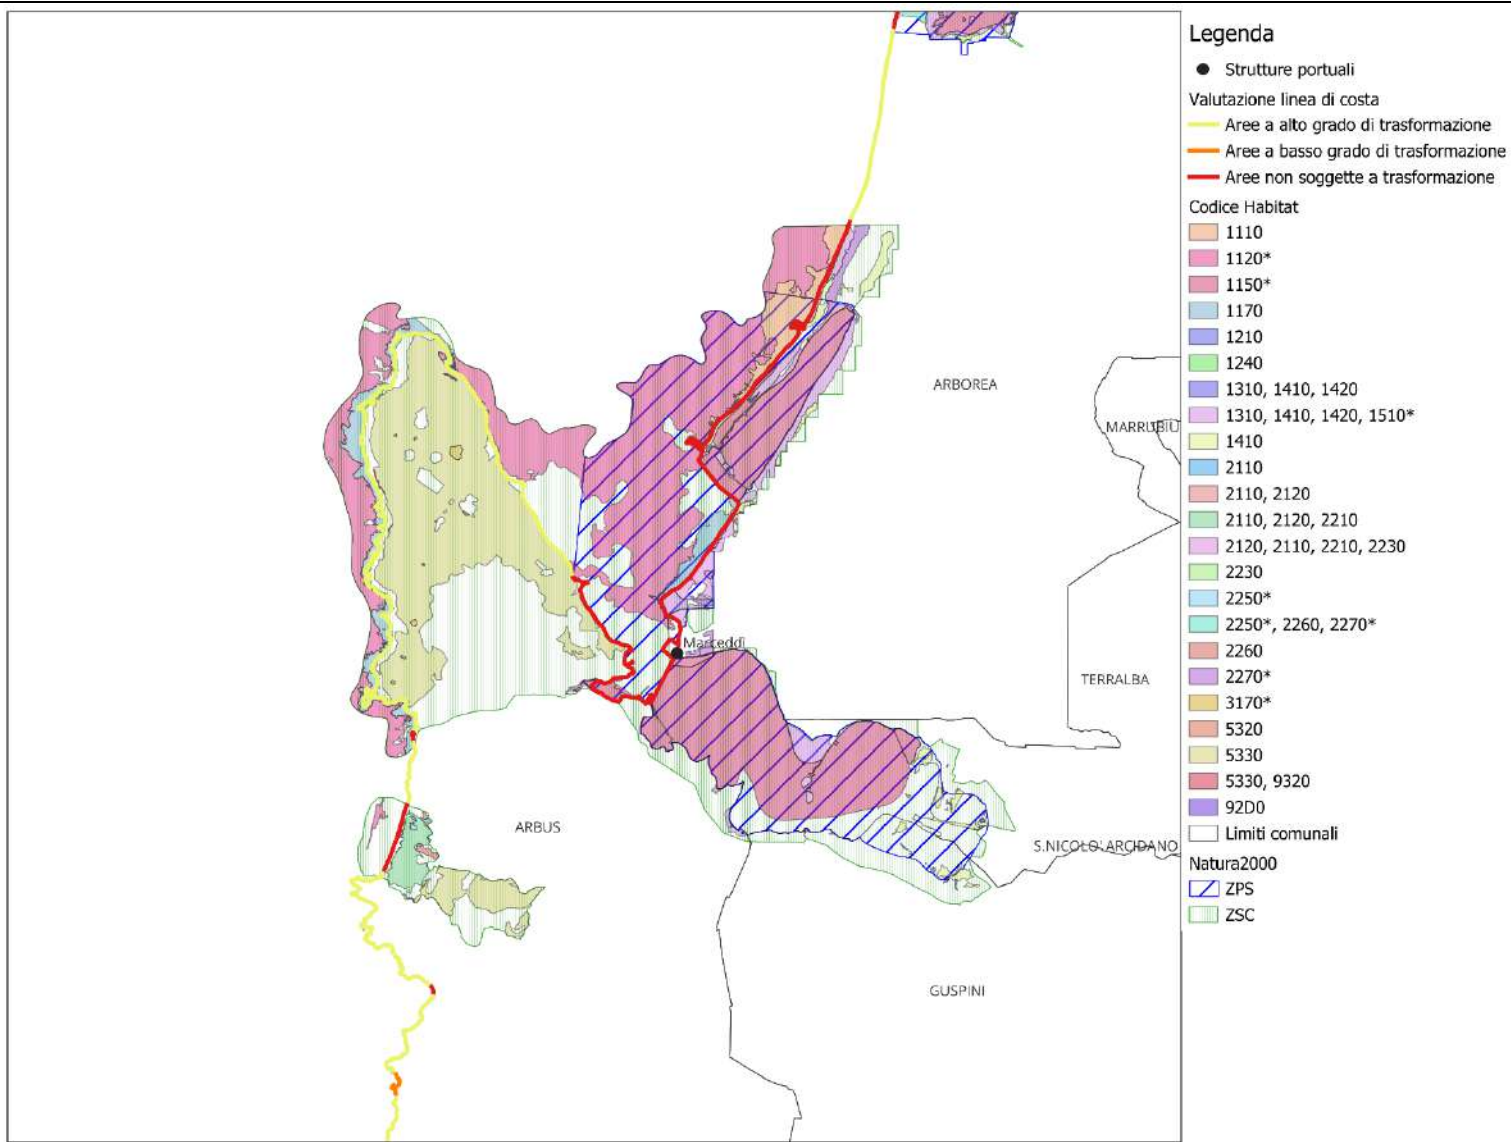 Legenda
Strutture portuali
Valutazione linea di costa
Aree a alto grado di trasformazione
Aree a basso grado di trasformazione
Aree non soggette a trasformazione
Codice Habitat
1110
1120*
1150*
1170
1210
1240
1310, 1410, 1420
1310, 1410, 1420, 1510*
1410
2110
2110, 2120
2110, 2120, 2210
2120, 2110, 2210, 2230
2230
2250*
2250*, 2260, 2270*
2260
2270*
3170*
5320
5330
5330, 9320
92D0
Limiti comunali
Natura2000
ZPS
ZSC
ARBOREA
MARRUBIU
Marceddì
TERRALBA
ARBUS
S.NICOLO' ARCIDANO
GUSPINI